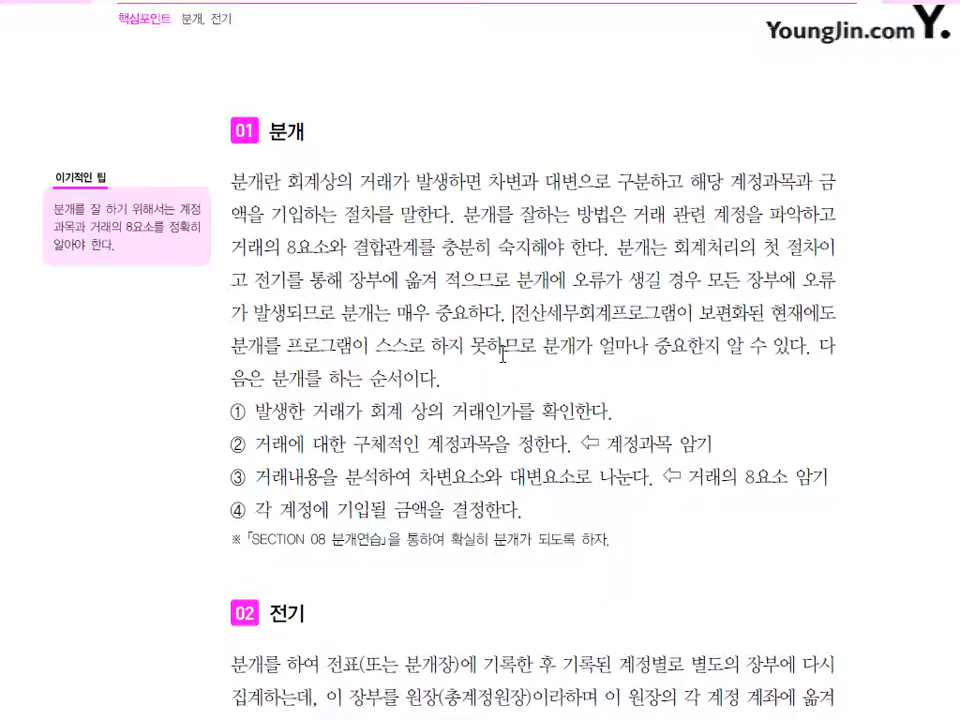 핵심포인트 분개, 전기
YoungJin.com Y.
01 분개
이기적인 팁
분개를 잘 하기 위해서는 계정
과목과 거래의 8요소를 정확히
알아야 한다.
분개란 회계상의 거래가 발생하면 차변과 대변으로 구분하고 해당 계정과목과 금
액을 기입하는 절차를 말한다. 분개를 잘하는 방법은 거래 관련 계정을 파악하고
거래의 8요소와 결합관계를 충분히 숙지해야 한다. 분개는 회계처리의 첫 절차이
고 전기를 통해 장부에 옮겨 적으므로 분개에 오류가 생길 경우 모든 장부에 오류
가 발생되므로 분개는 매우 중요하다. 전산세무회계프로그램이 보편화된 현재에도
분개를 프로그램이 스스로 하지 못하므로 분개가 얼마나 중요한지 알 수 있다. 다
음은 분개를 하는 순서이다.
① 발생한 거래가 회계 상의 거래인가를 확인한다.
② 거래에 대한 구체적인 계정과목을 정한다. ⇦ 계정과목 암기
③ 거래내용을 분석하여 차변요소와 대변요소로 나눈다. ⇦ 거래의 8요소 암기
④ 각 계정에 기입될 금액을 결정한다.
※ 「SECTION 08 분개연습」을 통하여 확실히 분개가 되도록 하자.
02 전기
분개를 하여 전표(또는 분개장)에 기록한 후 기록된 계정별로 별도의 장부에 다시
집계하는데, 이 장부를 원장(총계정원장)이라하며 이 원장의 각 계정 계좌에 옮겨